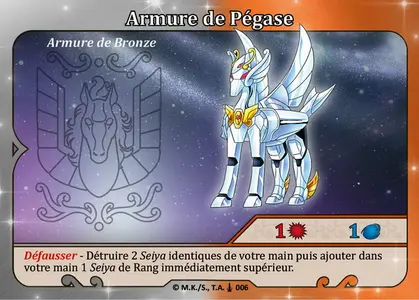 Armure de Pégase
Armure de Bronze
1 1
Défausser - Détruire 2 Seiya identiques de votre main puis ajouter dans
votre main 1 Seiya de Rang immédiatement supérieur.
© M.K./S., T.A. 006